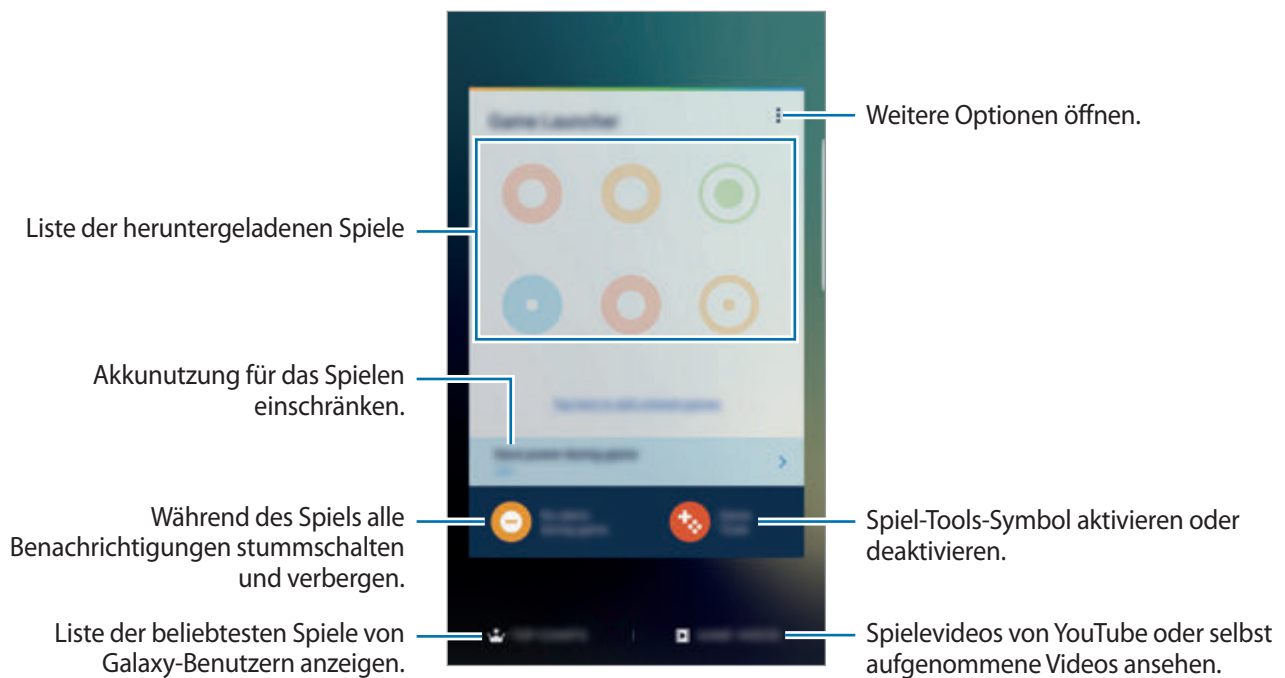 Weitere Optionen öffnen.
Game Launcher
Liste der heruntergeladenen Spiele
Akkunutzung für das Spielen
einschränken.
Während des Spiels alle
Benachrichtigungen stummschalten
und verbergen.
Spiel-Tools-Symbol aktivieren oder
deaktivieren.
Liste der beliebtesten Spiele von
Galaxy-Benutzern anzeigen.
Spielevideos von YouTube oder selbst
aufgenommene Videos ansehen.